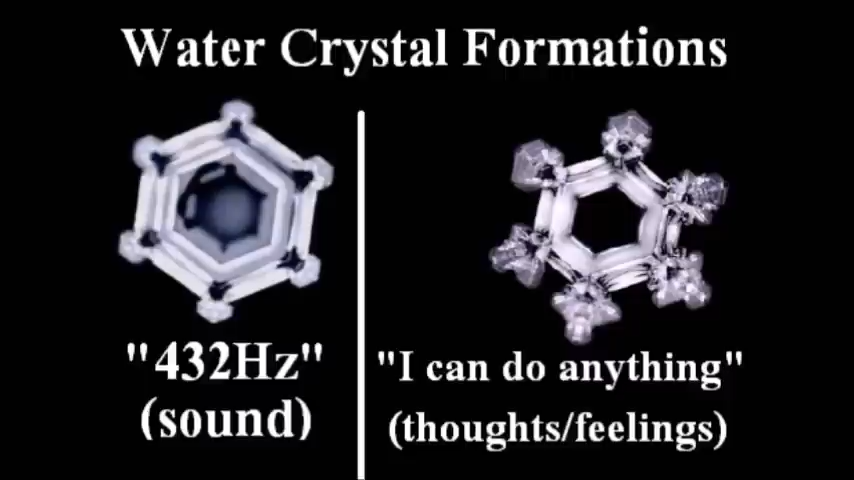 Water Crystal Formations
"432Hz"
(sound)
"I can do anything"
(thoughts/feelings)